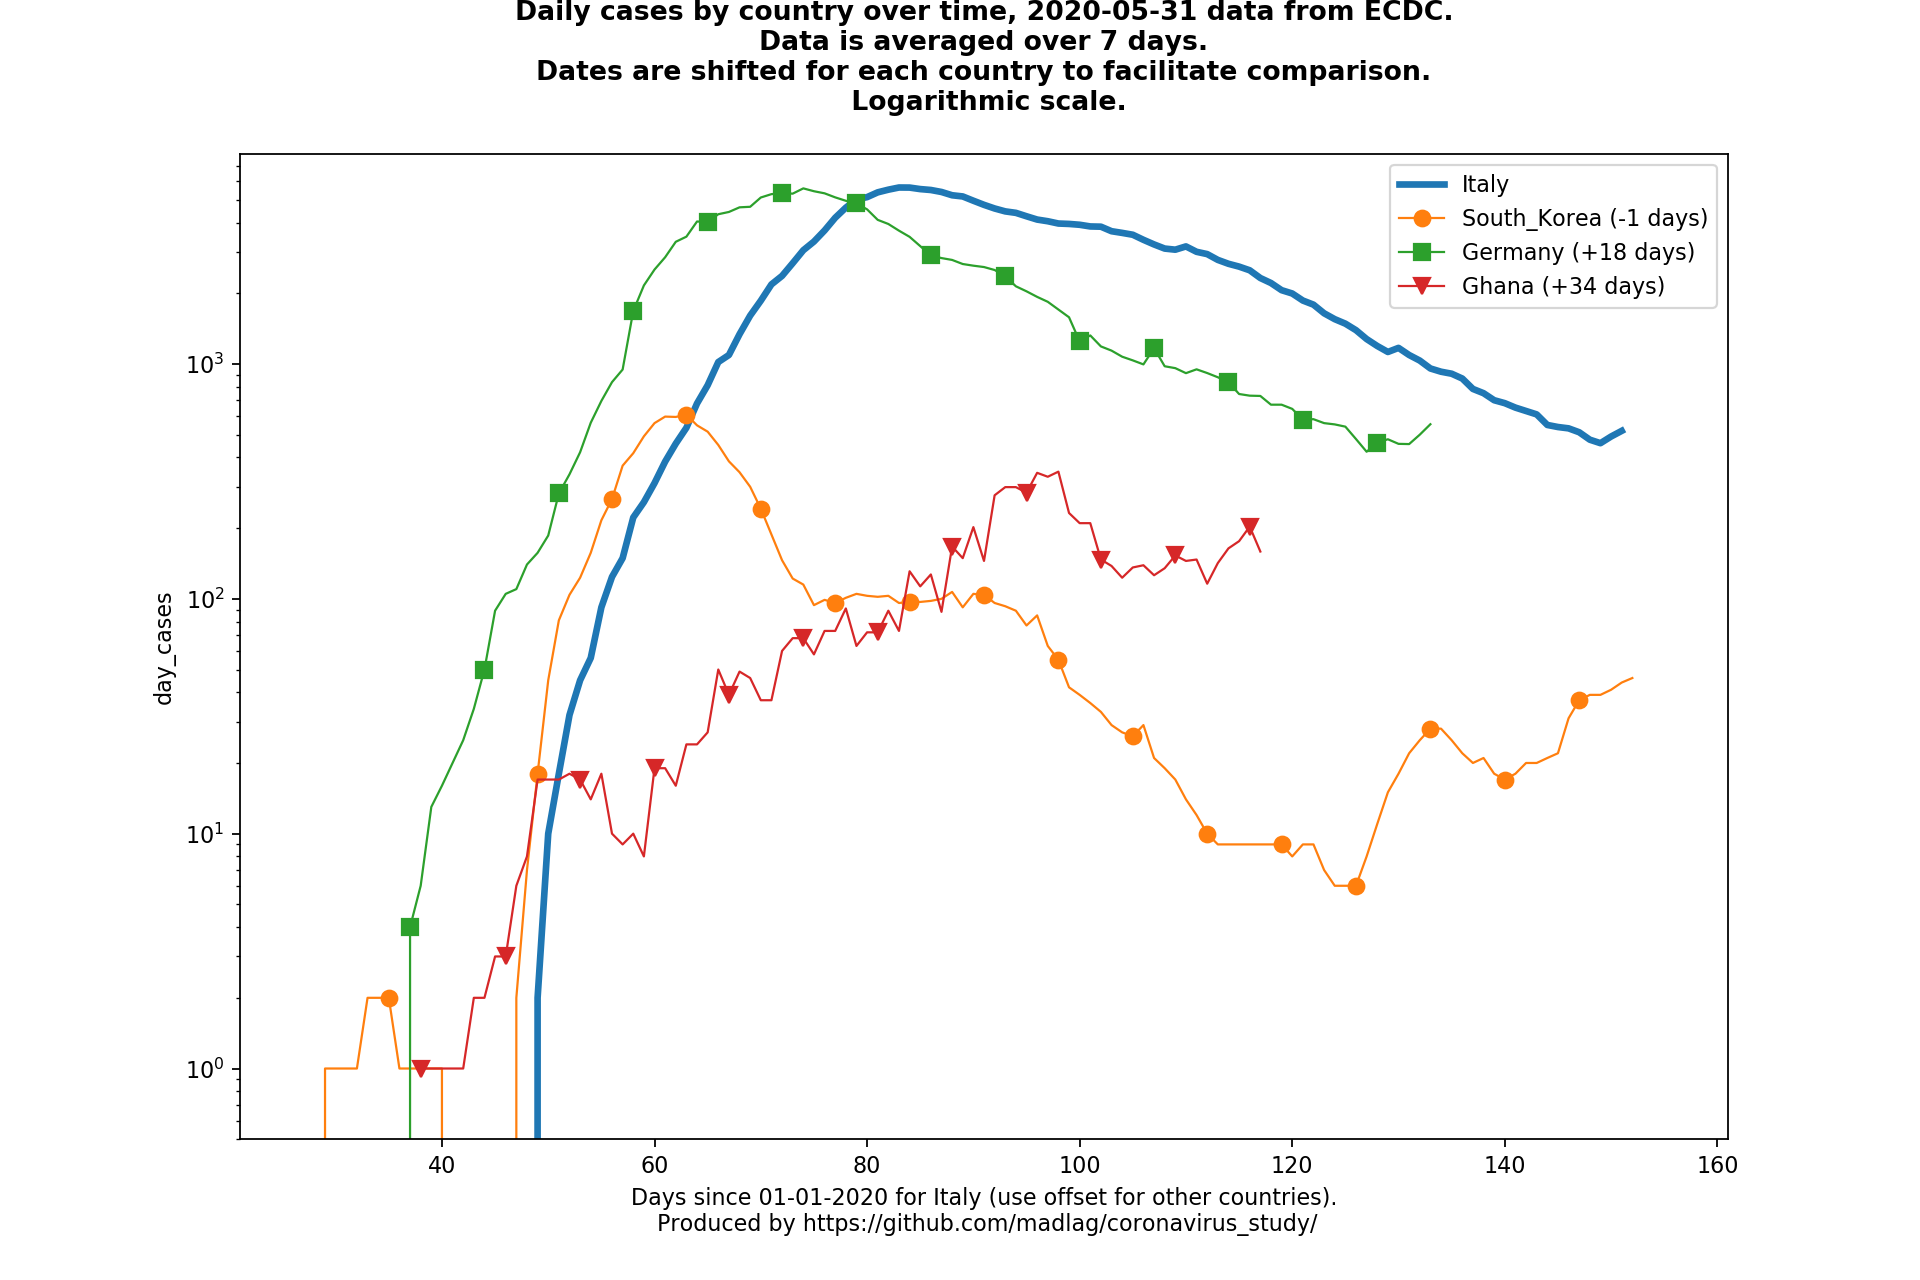 Daily cases by country over time, 2020-05-31 data from ECDC.
Data is averaged over 7 days.
Dates are shifted for each country to facilitate comparison.
Logarithmic scale.
Italy
South_Korea (-1 days)
Germany (+18 days)
Ghana (+34 days)
10³
10²
10¹
10⁰
day_cases
40 60 80 100 120 140 160
Days since 01-01-2020 for Italy (use offset for other countries).
Produced by https://github.com/madlag/coronavirus_study/